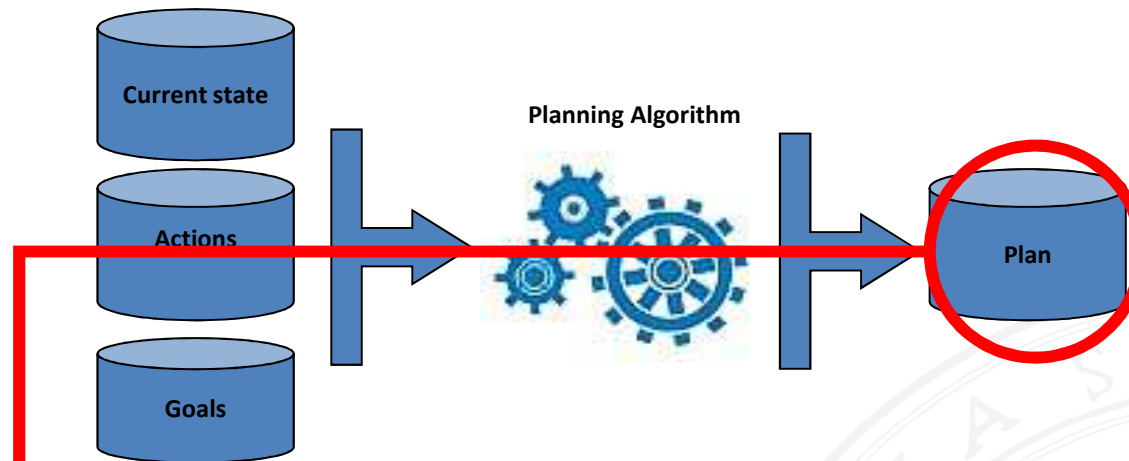 Current state
Planning Algorithm
Actions
Plan
Goals
A S